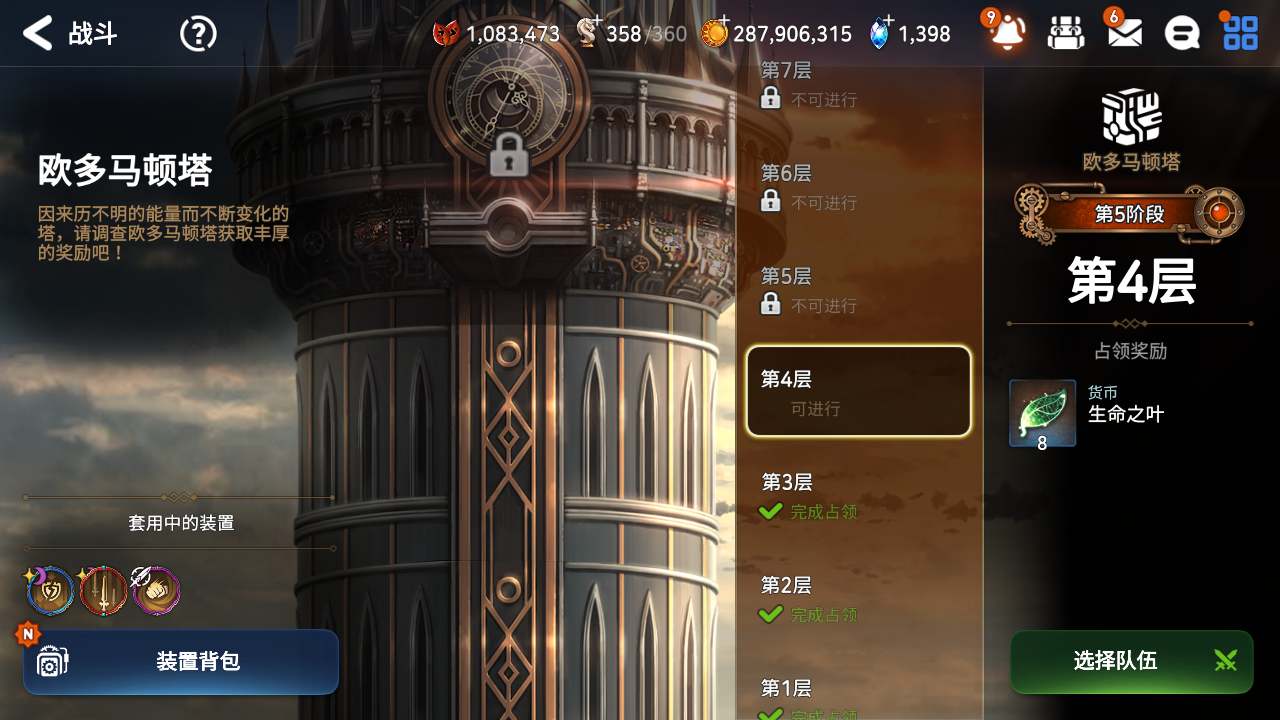 战斗
?
1,083,473
358/360
287,906,315
1,398
9
6
欧多马顿塔
因来历不明的能量而不断变化的
塔，请调查欧多马顿塔获取丰厚
的奖励吧！
套用中的装置
N
装置背包
第7层
不可进行
第6层
不可进行
第5层
不可进行
第4层
可进行
第3层
完成占领
第2层
完成占领
第1层
完成占领
欧多马顿塔
第5阶段
第4层
占领奖励
货币
生命之叶
8
选择队伍